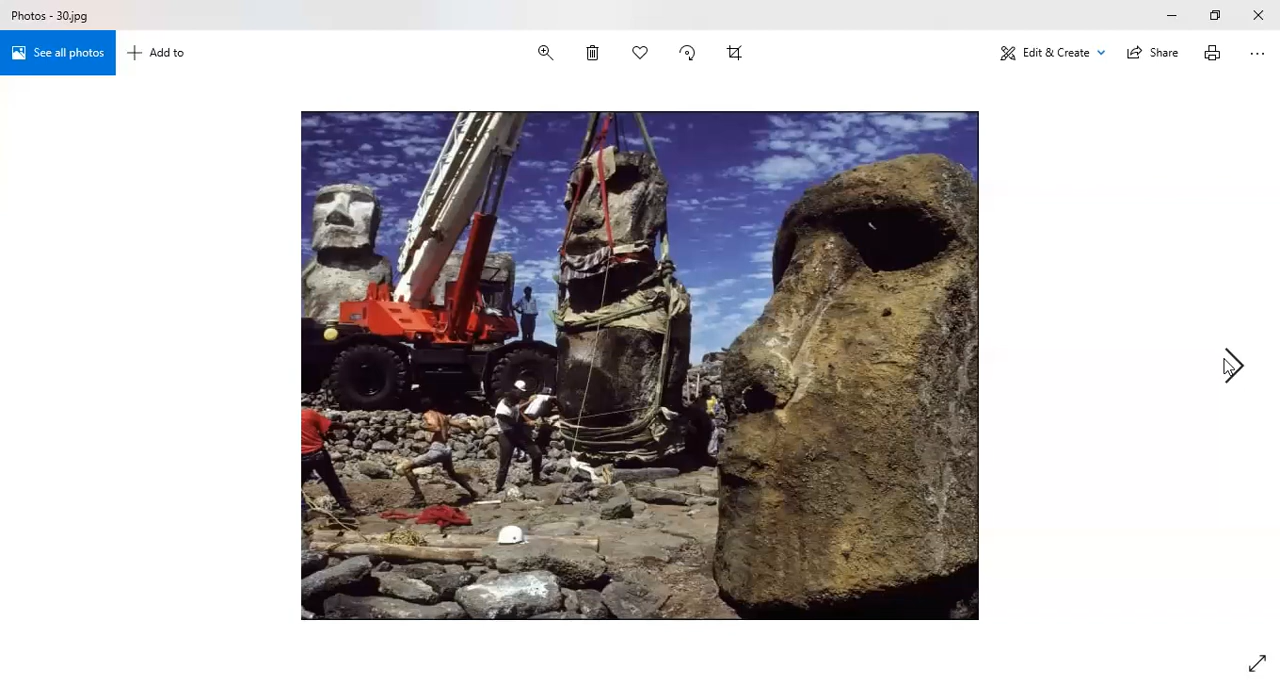 Photos - 30.jpg
See all photos
Add to
Edit & Create
Share